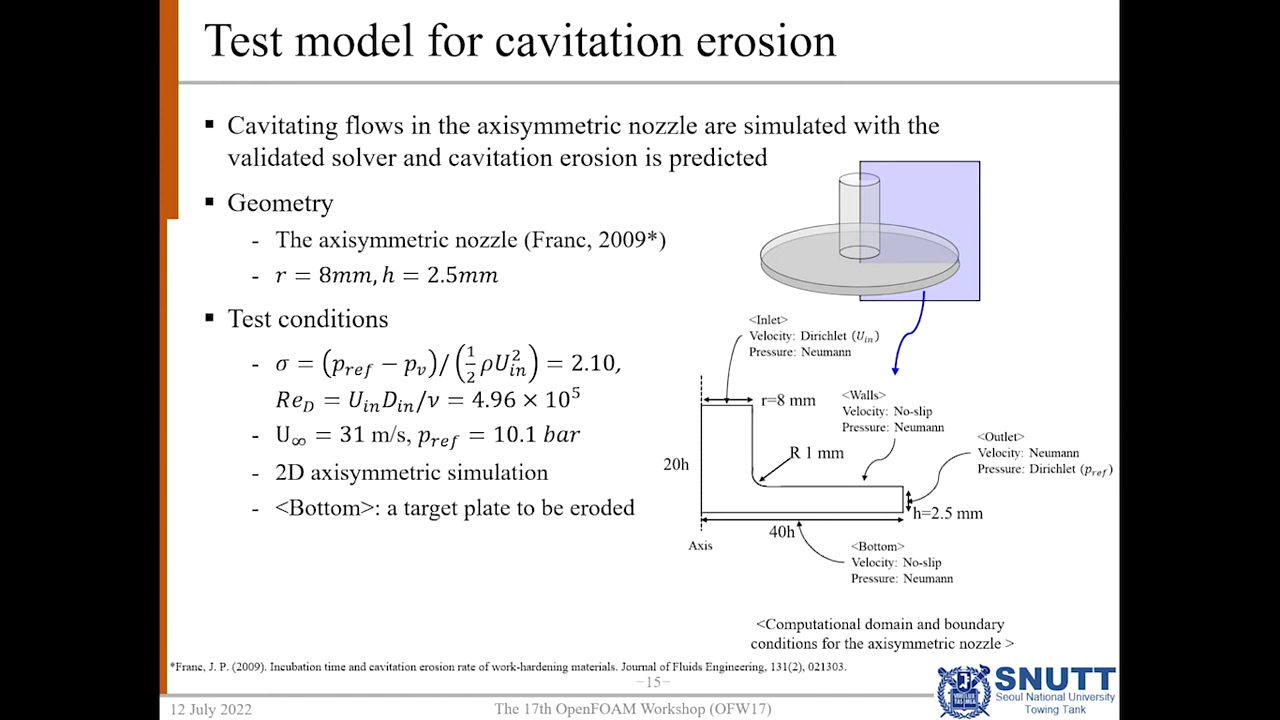 Test model for cavitation erosion
▪ Cavitating flows in the axisymmetric nozzle are simulated with the
validated solver and cavitation erosion is predicted
▪ Geometry
- The axisymmetric nozzle (Franc, 2009*)
- r = 8mm, h = 2.5mm
▪ Test conditions
- σ = (p_ref − p_v)/(½ρU_in²) = 2.10,
Re_D = U_in D_in/ν = 4.96 × 10⁵
- U_∞ = 31 m/s, p_ref = 10.1 bar
- 2D axisymmetric simulation
- <Bottom>: a target plate to be eroded
<Inlet>
Velocity: Dirichlet (U_in)
Pressure: Neumann
r=8 mm
<Walls>
Velocity: No-slip
Pressure: Neumann
<Outlet>
Velocity: Neumann
Pressure: Dirichlet (p_ref)
R 1 mm
20h
h=2.5 mm
40h
Axis
<Bottom>
Velocity: No-slip
Pressure: Neumann
<Computational domain and boundary
conditions for the axisymmetric nozzle >
*Franc, J. P. (2009). Incubation time and cavitation erosion rate of work-hardening materials. Journal of Fluids Engineering, 131(2), 021303.
−15−
12 July 2022
The 17th OpenFOAM Workshop (OFW17)
SNUTT
Seoul National University
Towing Tank